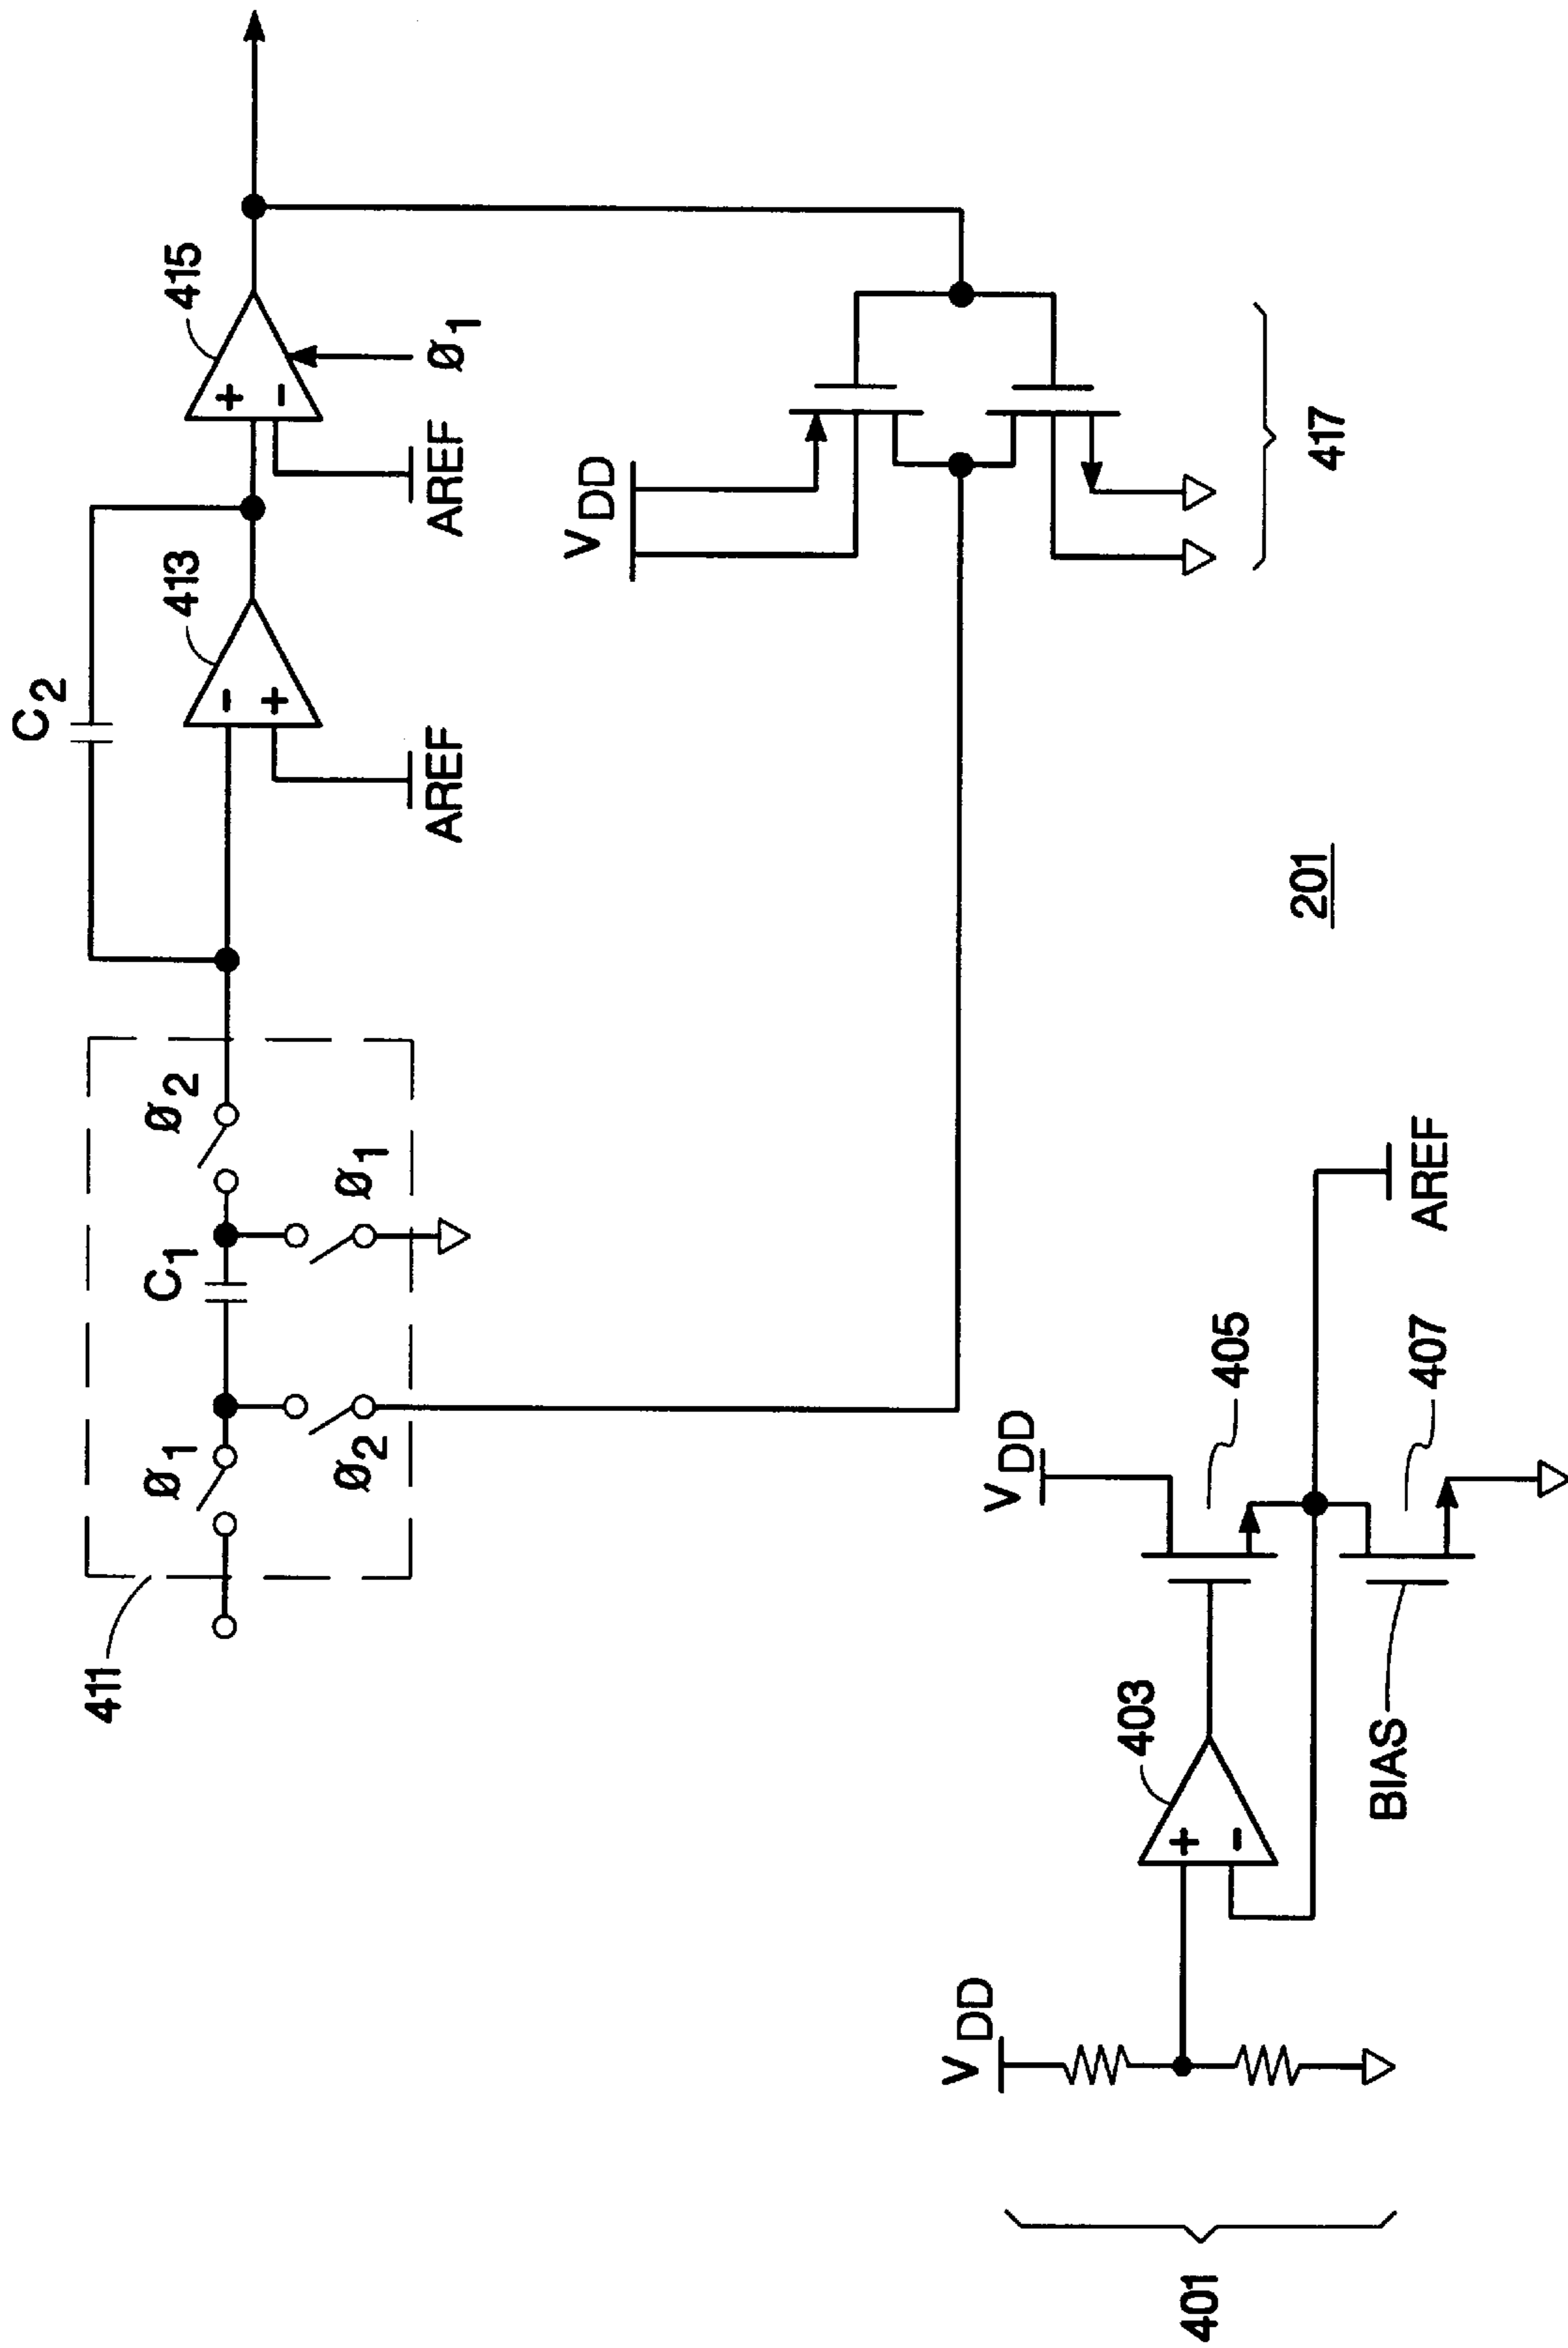 C2
411
Ø1
C1
Ø2
413
415
Ø2
Ø1
-
+
+
-
Ø1
AREF
AREF
VDD
417
201
VDD
VDD
403
405
+
-
BIAS
407
AREF
401